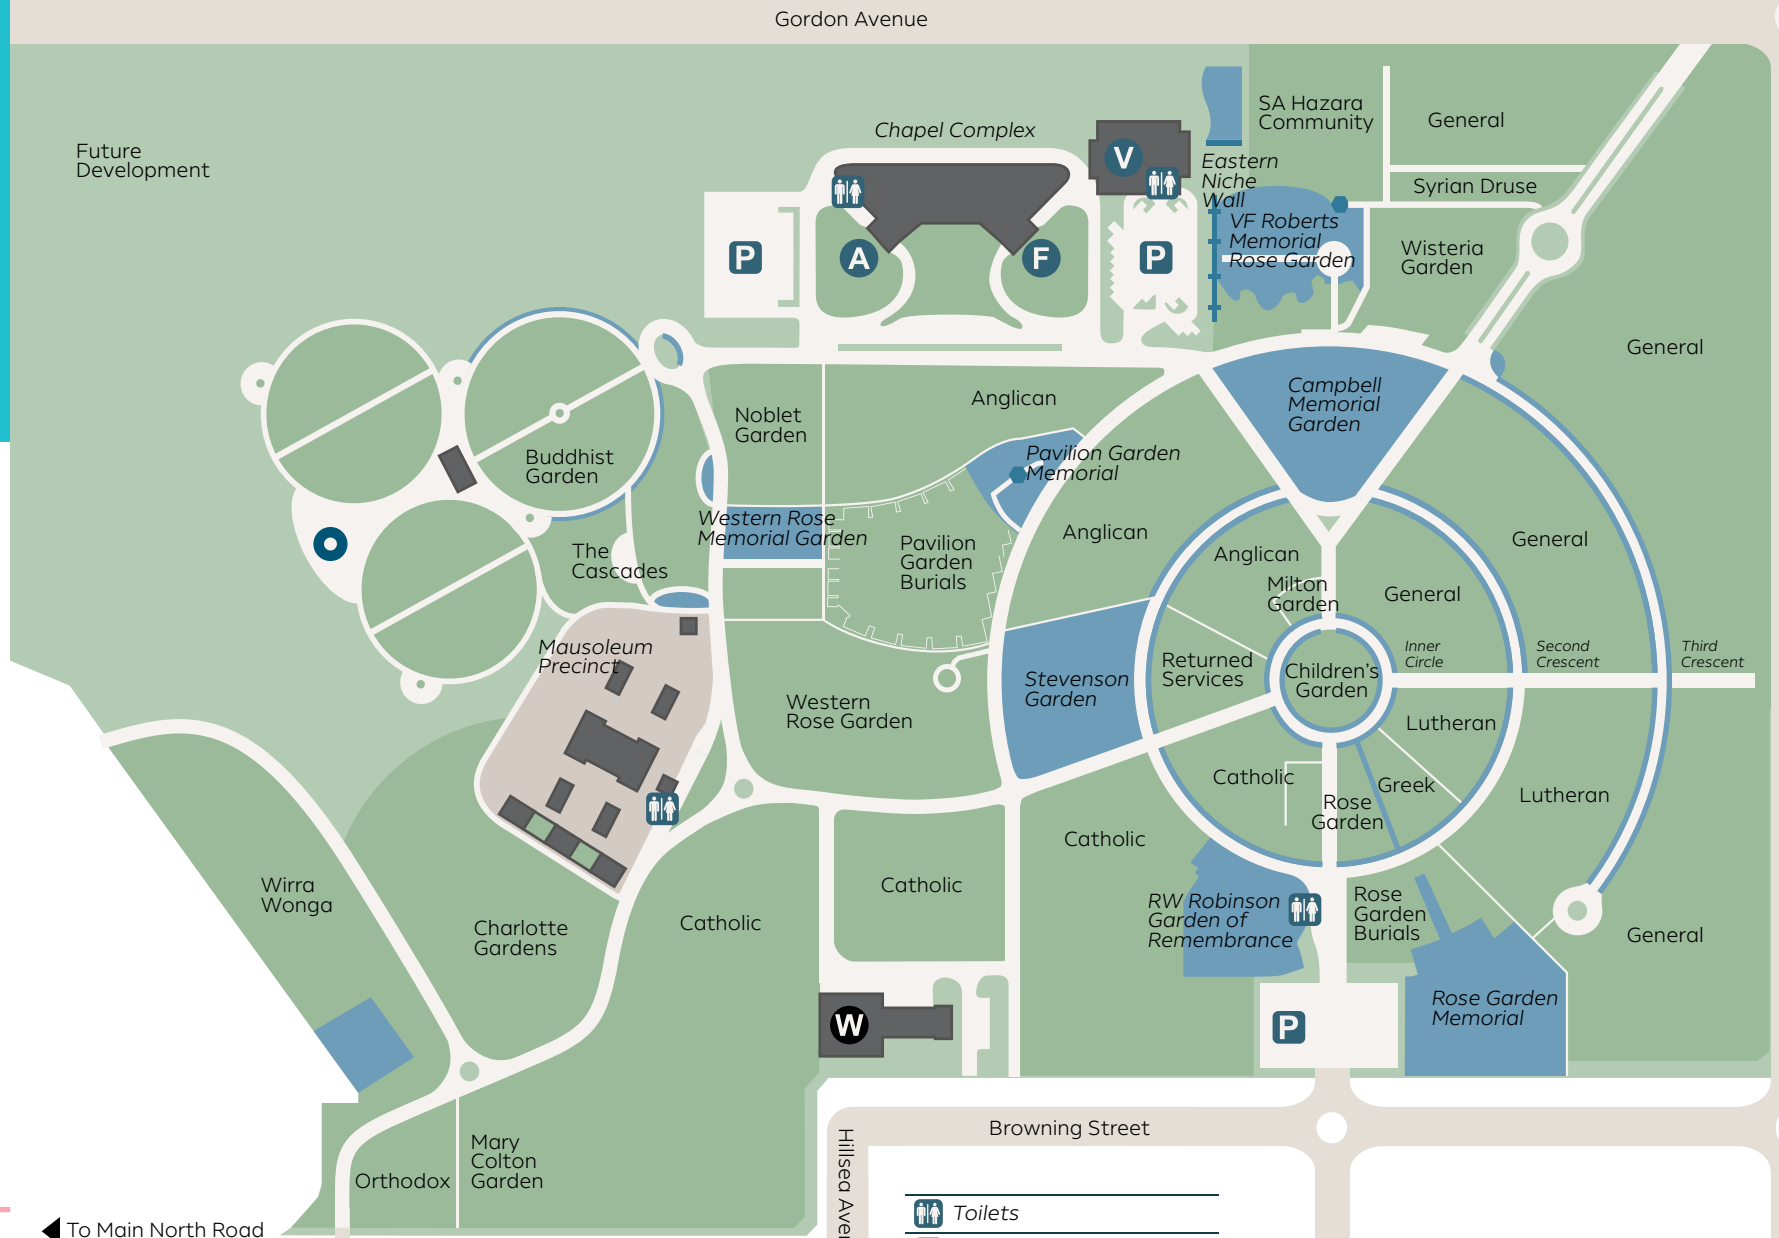 Gordon Avenue
Future
Development
Chapel Complex
A
F
P
V
P
SA Hazara
Community
General
Eastern
Niche
Wall
Syrian Druse
VF Roberts
Memorial
Rose Garden
Wisteria
Garden
General
Noblet
Garden
Anglican
Campbell
Memorial
Garden
Buddhist
Garden
Pavilion Garden
Memorial
Western Rose
Memorial Garden
The
Cascades
Pavilion
Garden
Burials
Anglican
Anglican
Milton
Garden
General
General
Mausoleum
Precinct
Inner
Circle
Second
Crescent
Third
Crescent
Returned
Services
Children's
Garden
Stevenson
Garden
Western
Rose Garden
Lutheran
Catholic
Greek
Rose
Garden
Lutheran
Catholic
Wirra
Wonga
Charlotte
Gardens
Catholic
Catholic
RW Robinson
Garden of
Remembrance
Rose
Garden
Burials
General
Rose Garden
Memorial
W
P
Browning Street
Hillsea Aven
Mary
Colton
Garden
Orthodox
To Main North Road
Toilets